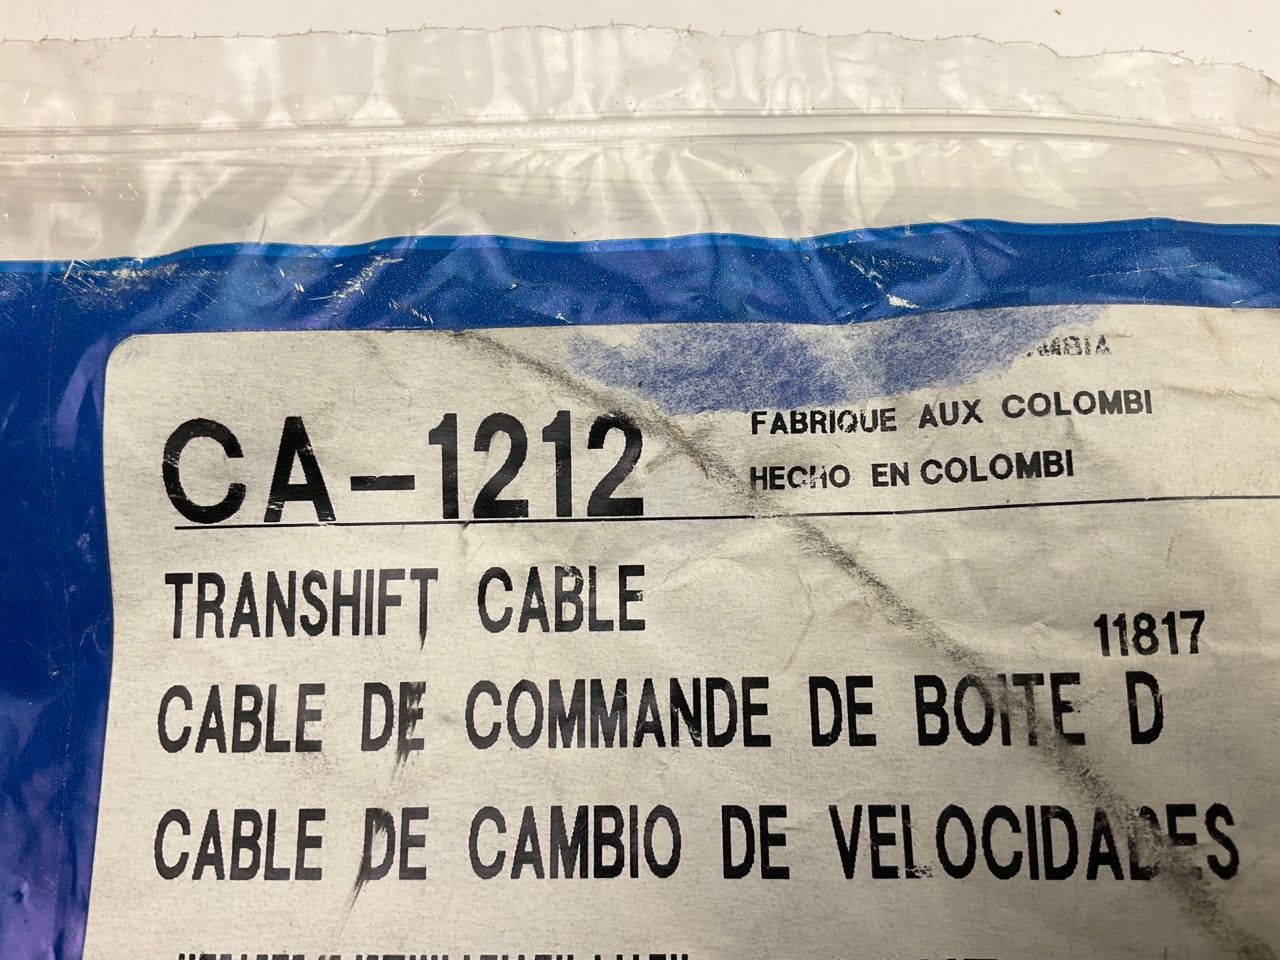 CA-1212
FABRIQUE AUX COLOMBI
HECHO EN COLOMBI
TRANSHIFT CABLE
11817
CABLE DE COMMANDE DE BOITE D
CABLE DE CAMBIO DE VELOCIDADES